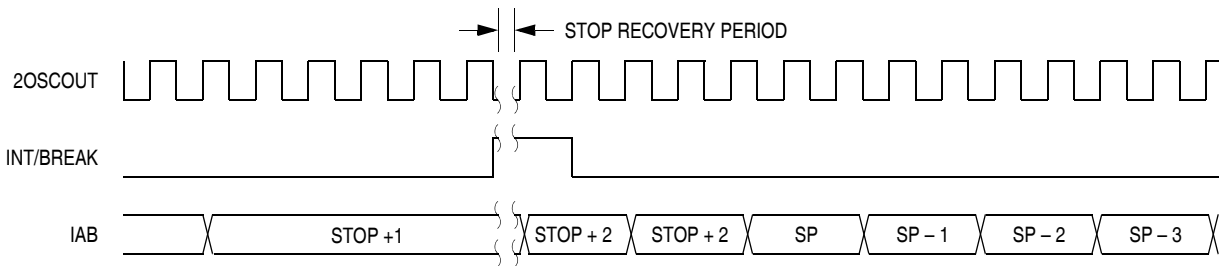 STOP RECOVERY PERIOD
2OSCOUT
INT/BREAK
IAB STOP +1 STOP + 2 STOP + 2 SP SP – 1 SP – 2 SP – 3